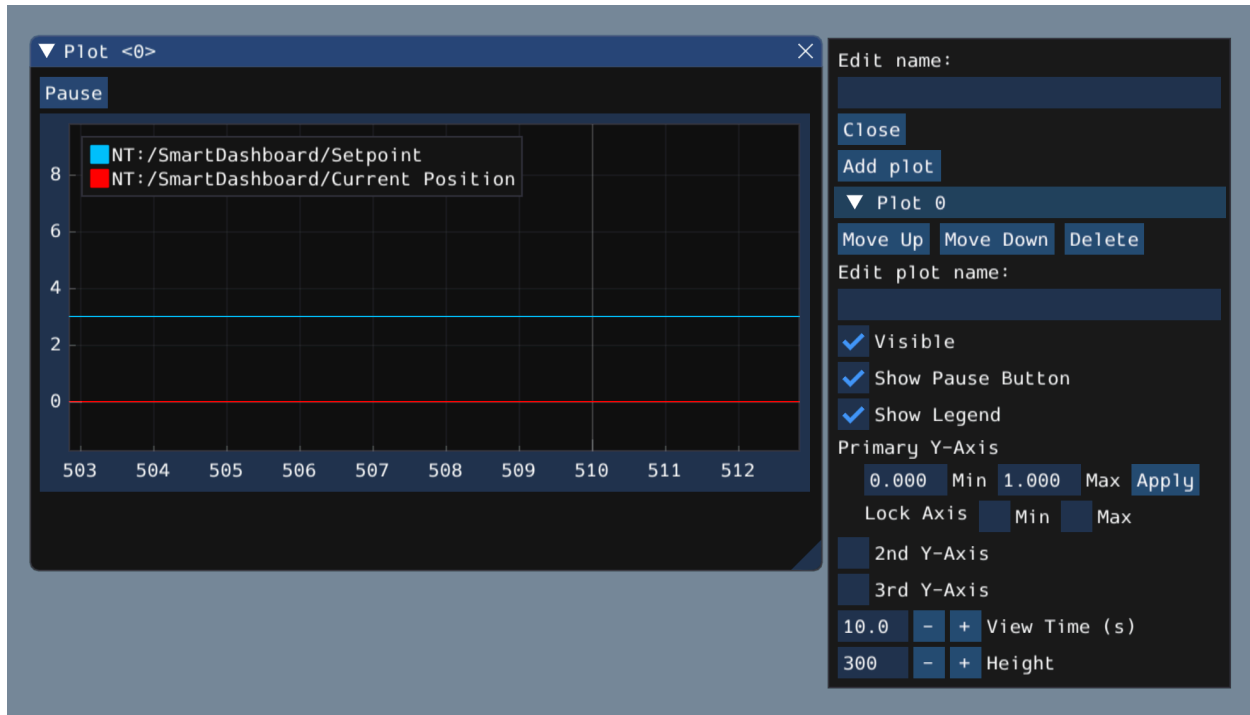 Plot <0>
Pause
NT:/SmartDashboard/Setpoint
NT:/SmartDashboard/Current Position
8
6
4
2
0
503 504 505 506 507 508 509 510 511 512
Edit name:
Close
Add plot
Plot 0
Move Up Move Down Delete
Edit plot name:
Visible
Show Pause Button
Show Legend
Primary Y-Axis
0.000 Min 1.000 Max Apply
Lock Axis Min Max
2nd Y-Axis
3rd Y-Axis
10.0 - + View Time (s)
300 - + Height